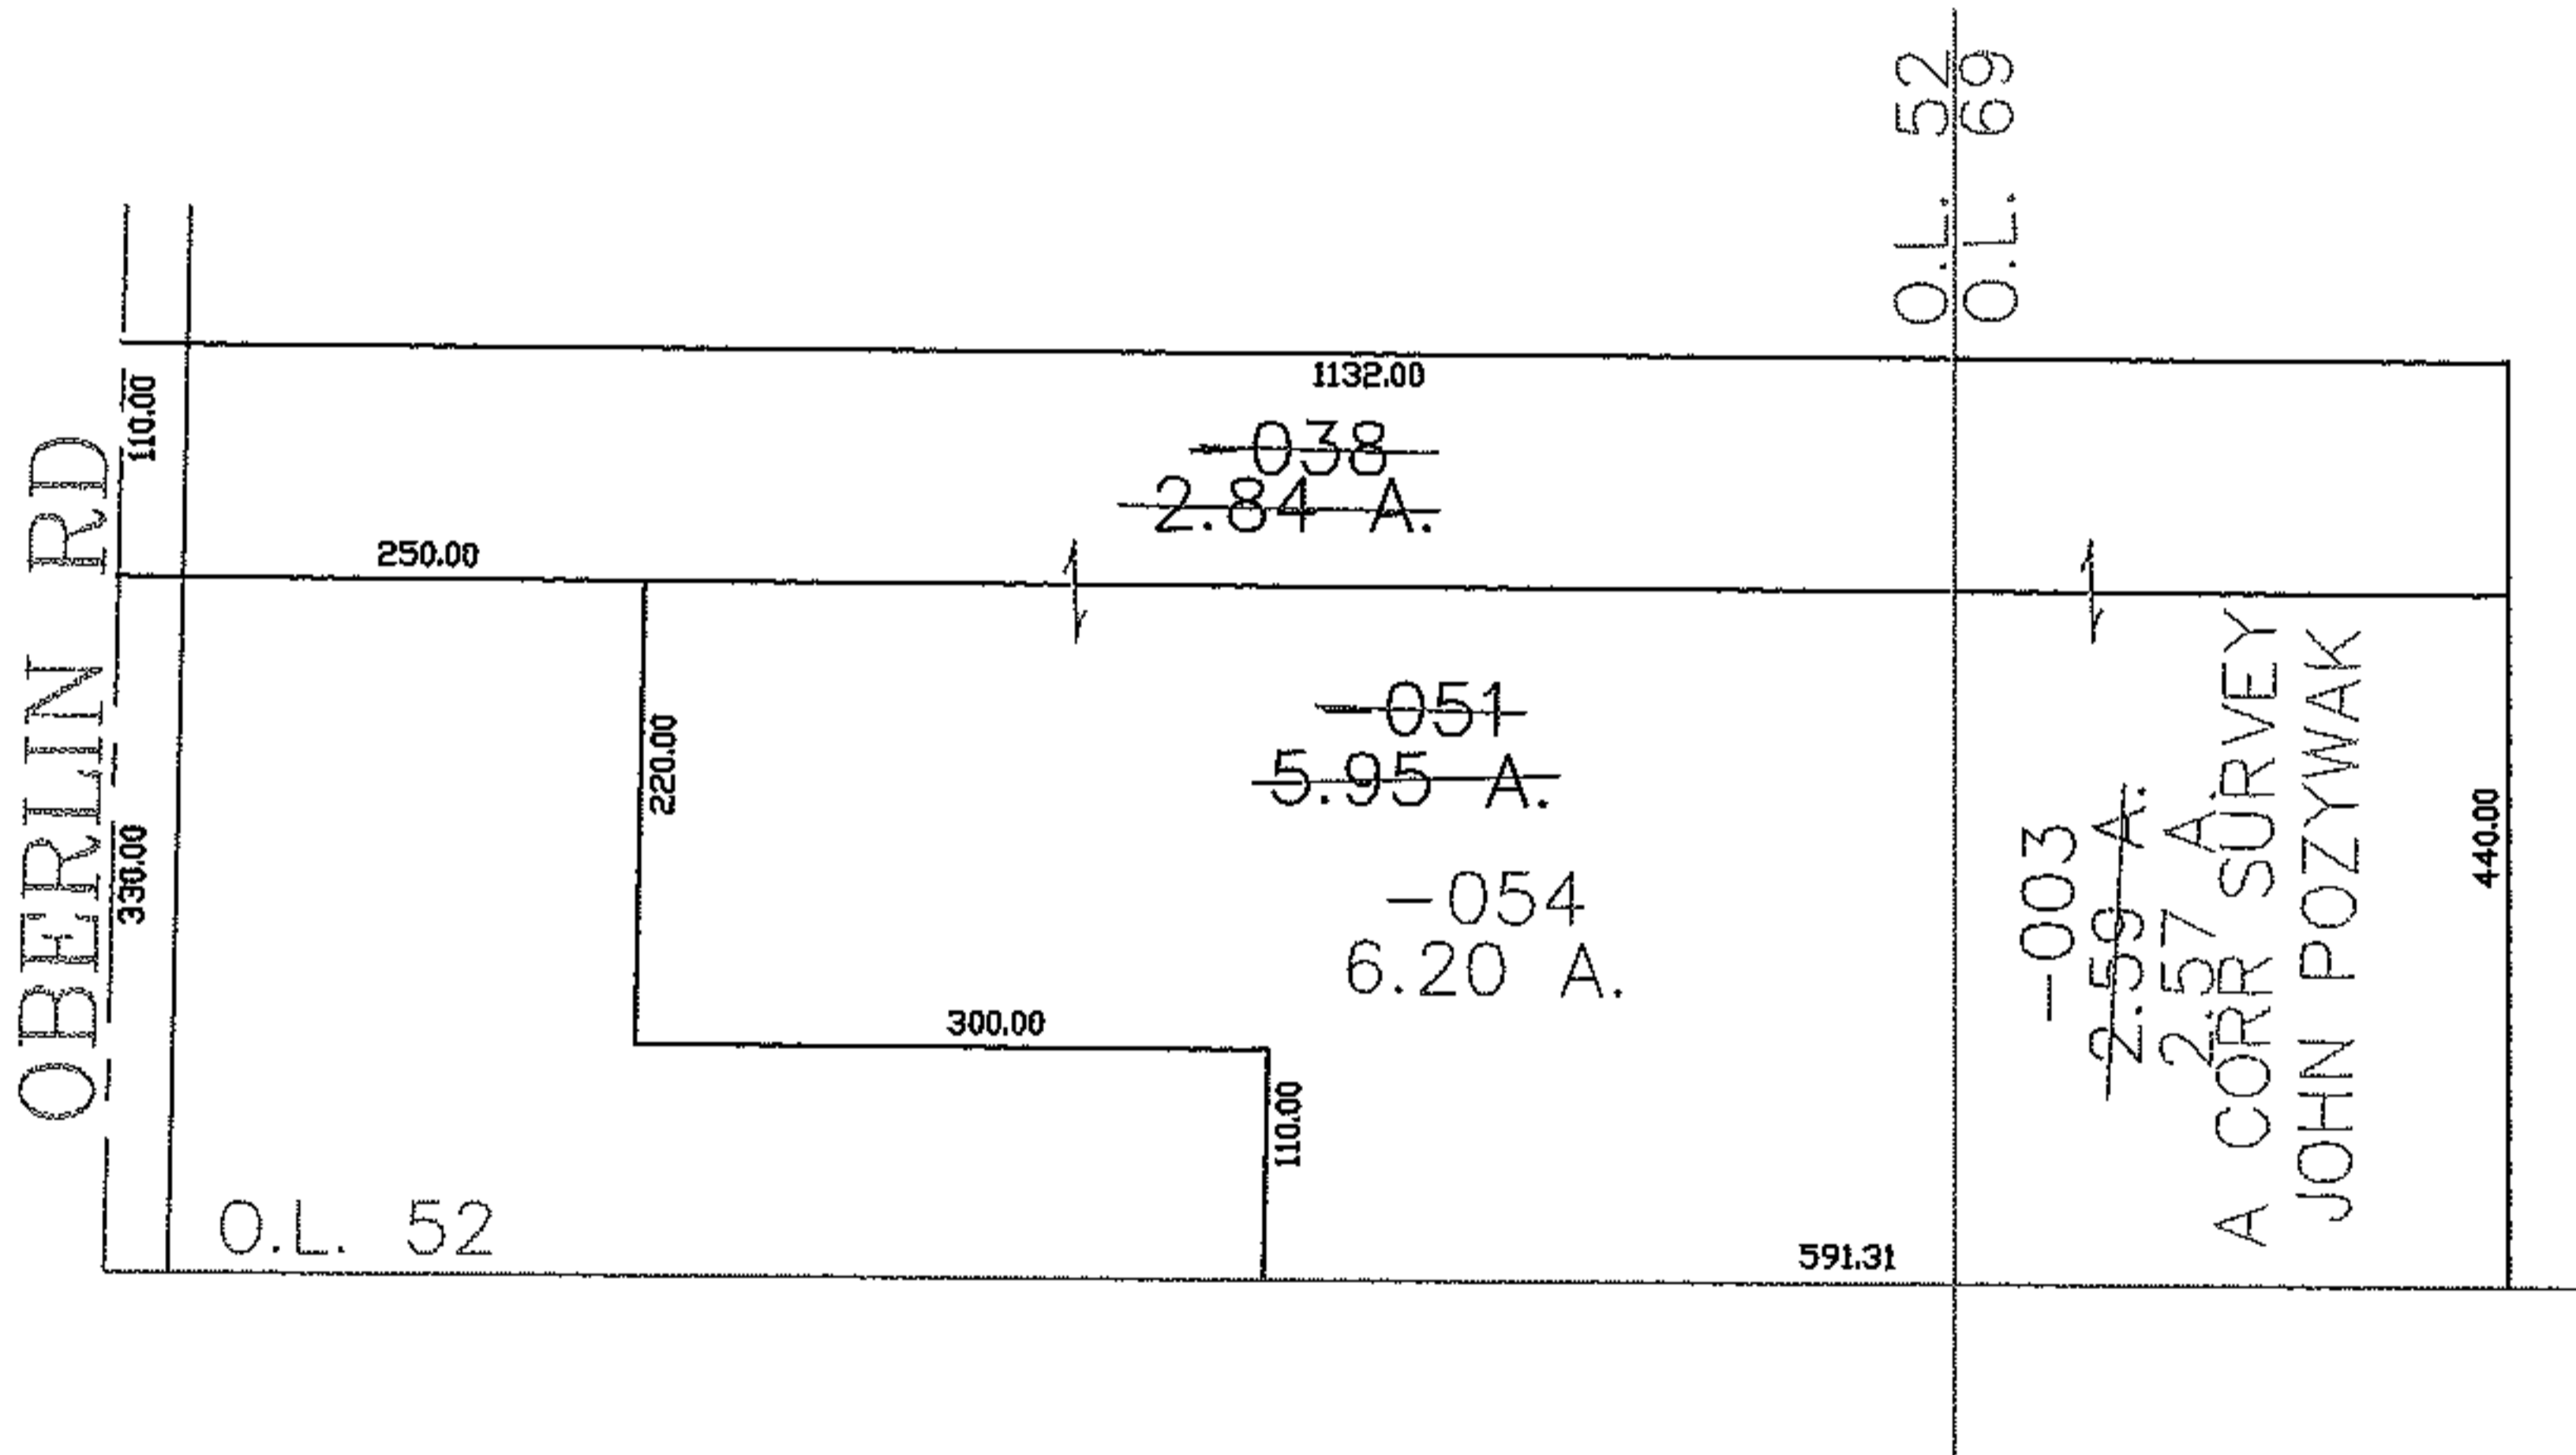 O.L. 52
O.L. 69
1132.00
110.00
-038
2.84 A.
OBERLIN RD
250.00
330.00
220.00
-051
5.95 A.
-054
6.20 A.
300.00
110.00
-003
2.59 A.
2.57 A.
A CORR SURVEY
JOHN POZYWAK
440.00
O.L. 52
591.31